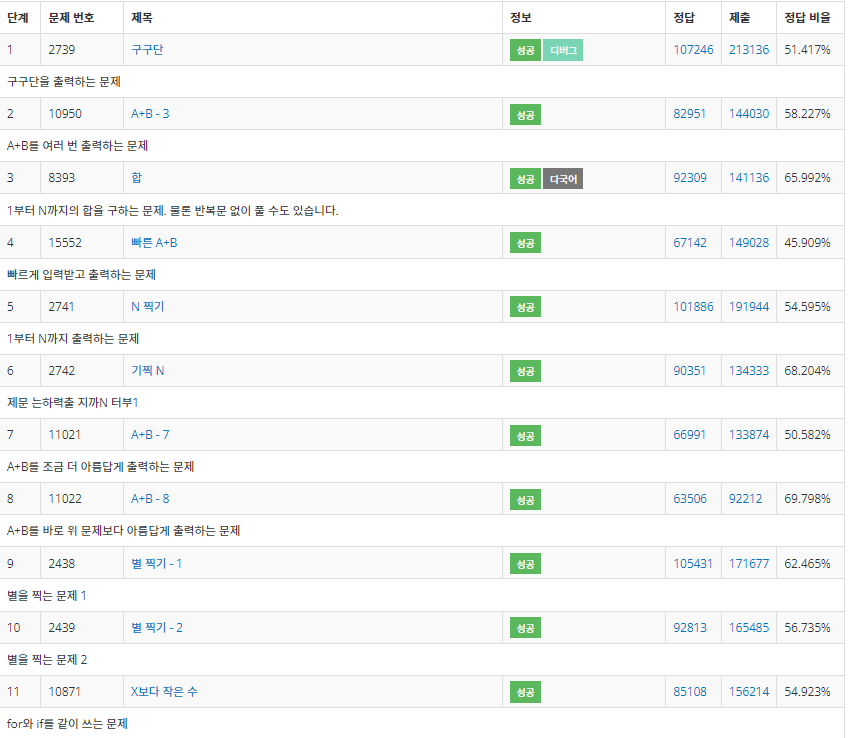 단계 문제 번호 제목 정보 정답 제출 정답 비율
1 2739 구구단 성공 디버그 107246 213136 51.417%
구구단을 출력하는 문제
2 10950 A+B - 3 성공 82951 144030 58.227%
A+B를 여러 번 출력하는 문제
3 8393 합 성공 다국어 92309 141136 65.992%
1부터 N까지의 합을 구하는 문제. 물론 반복문 없이 풀 수도 있습니다.
4 15552 빠른 A+B 성공 67142 149028 45.909%
빠르게 입력받고 출력하는 문제
5 2741 N 찍기 성공 101886 191944 54.595%
1부터 N까지 출력하는 문제
6 2742 기찍 N 성공 90351 134333 68.204%
제문 는하력출 지까N 터부1
7 11021 A+B - 7 성공 66991 133874 50.582%
A+B를 조금 더 아름답게 출력하는 문제
8 11022 A+B - 8 성공 63506 92212 69.798%
A+B를 바로 위 문제보다 아름답게 출력하는 문제
9 2438 별 찍기 - 1 성공 105431 171677 62.465%
별을 찍는 문제 1
10 2439 별 찍기 - 2 성공 92813 165485 56.735%
별을 찍는 문제 2
11 10871 X보다 작은 수 성공 85108 156214 54.923%
for와 if를 같이 쓰는 문제